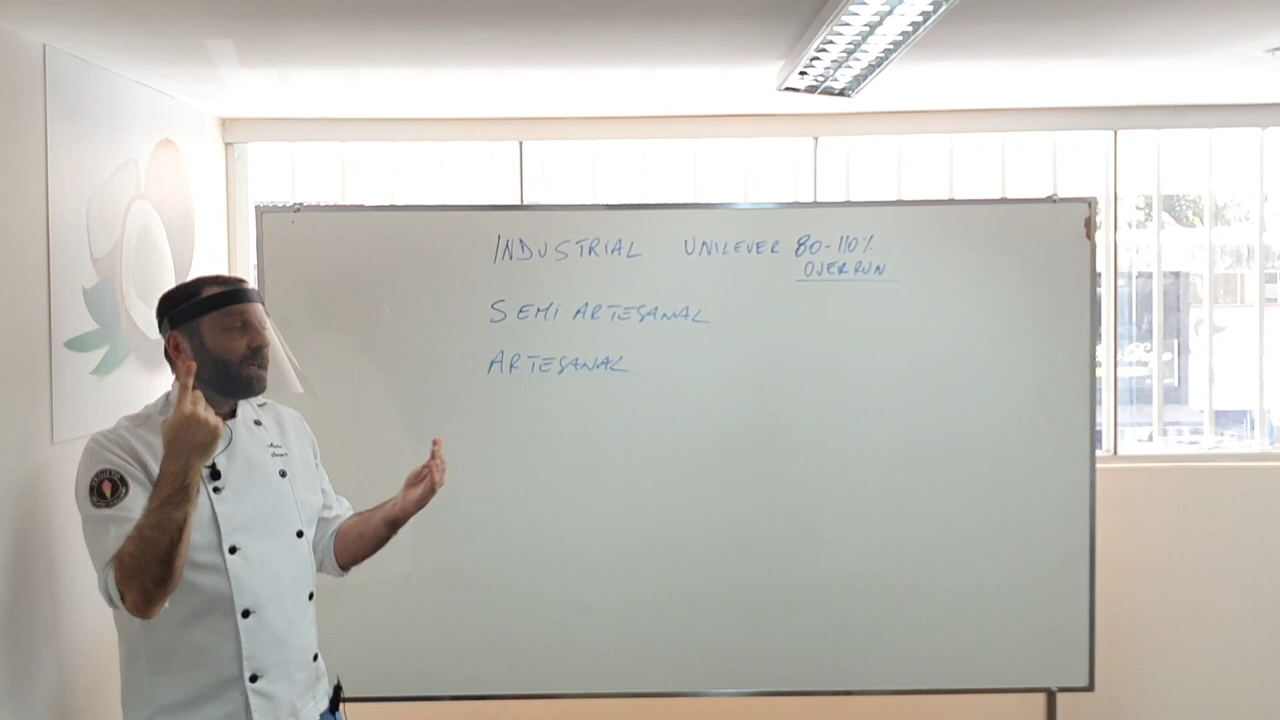 INDUSTRIAL UNILEVER 80-110%
OVERRUN
SEMI ARTESANAL
ARTESANAL